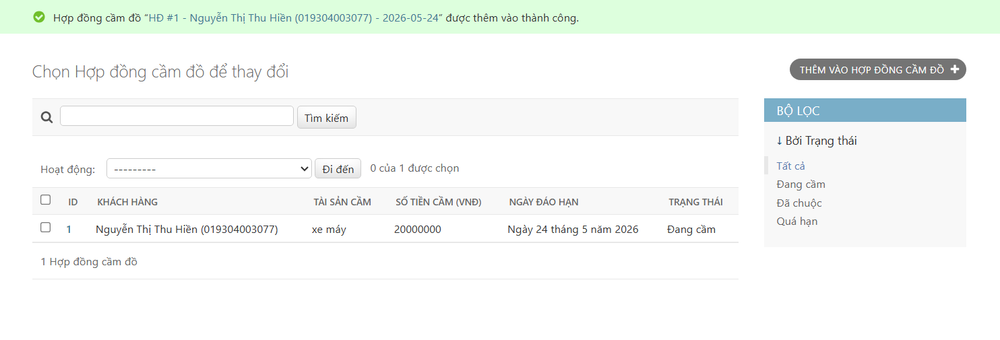 Hợp đồng cầm đồ “HĐ #1 - Nguyễn Thị Thu Hiền (019304003077) - 2026-05-24” được thêm vào thành công.
Chọn Hợp đồng cầm đồ để thay đổi
THÊM VÀO HỢP ĐỒNG CẦM ĐỒ
Tìm kiếm
Hoạt động: --------- Đi đến 0 của 1 được chọn
ID KHÁCH HÀNG TÀI SẢN CẦM SỐ TIỀN CẦM (VNĐ) NGÀY ĐÁO HẠN TRẠNG THÁI
1 Nguyễn Thị Thu Hiền (019304003077) xe máy 20000000 Ngày 24 tháng 5 năm 2026 Đang cầm
1 Hợp đồng cầm đồ
BỘ LỌC
↓ Bởi Trạng thái
Tất cả
Đang cầm
Đã chuộc
Quá hạn